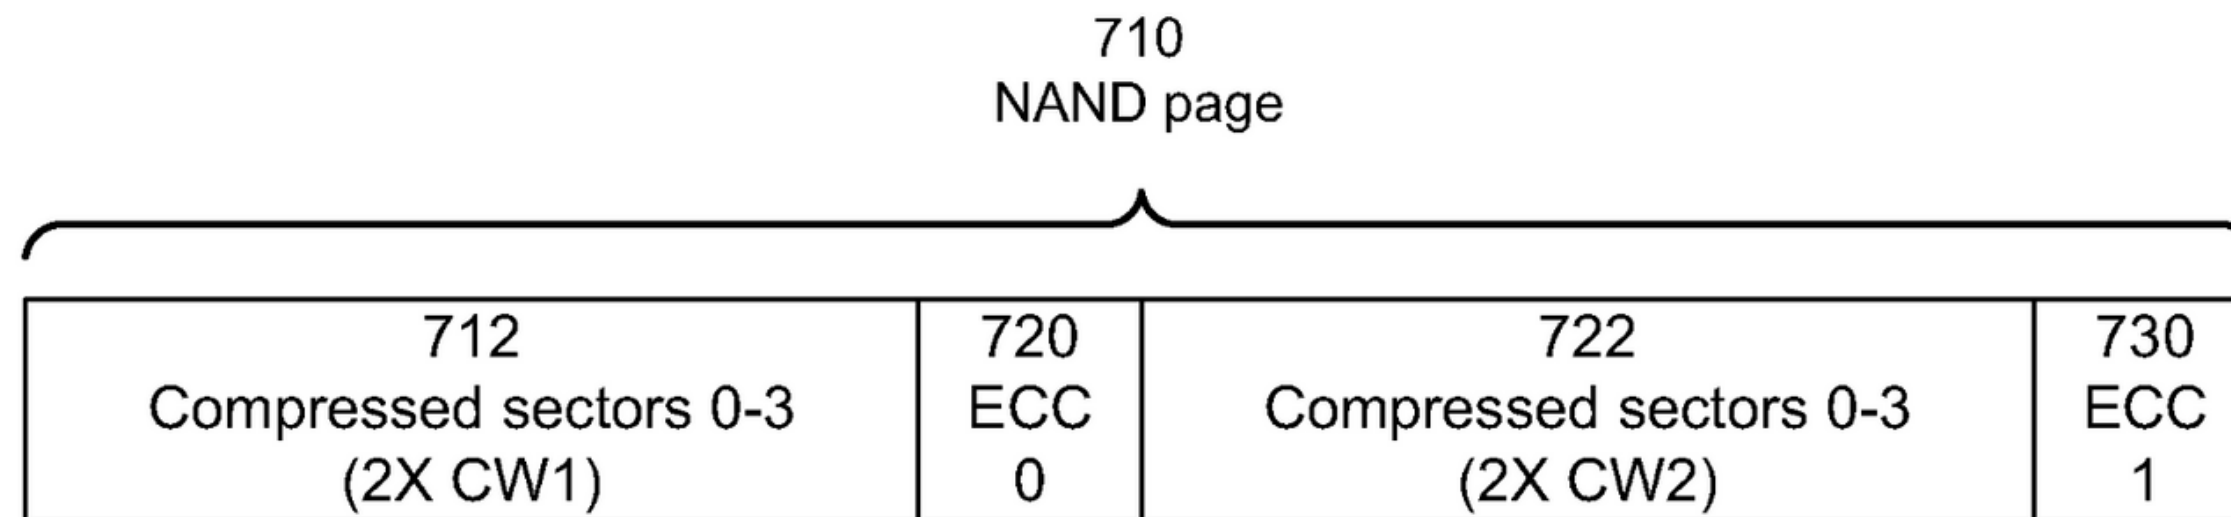 710
NAND page
712
Compressed sectors 0-3
(2X CW1)
720
ECC
0
722
Compressed sectors 0-3
(2X CW2)
730
ECC
1